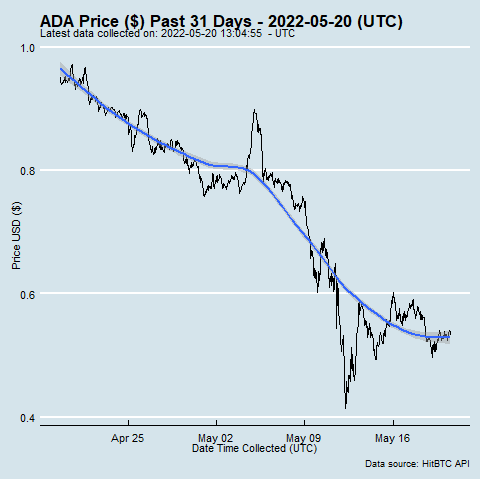 ADA Price ($) Past 31 Days - 2022-05-20 (UTC)
Latest data collected on: 2022-05-20 13:04:55 - UTC
1.0
0.8
0.6
0.4
Price USD ($)
Apr 25 May 02 May 09 May 16
Date Time Collected (UTC)
Data source: HitBTC API